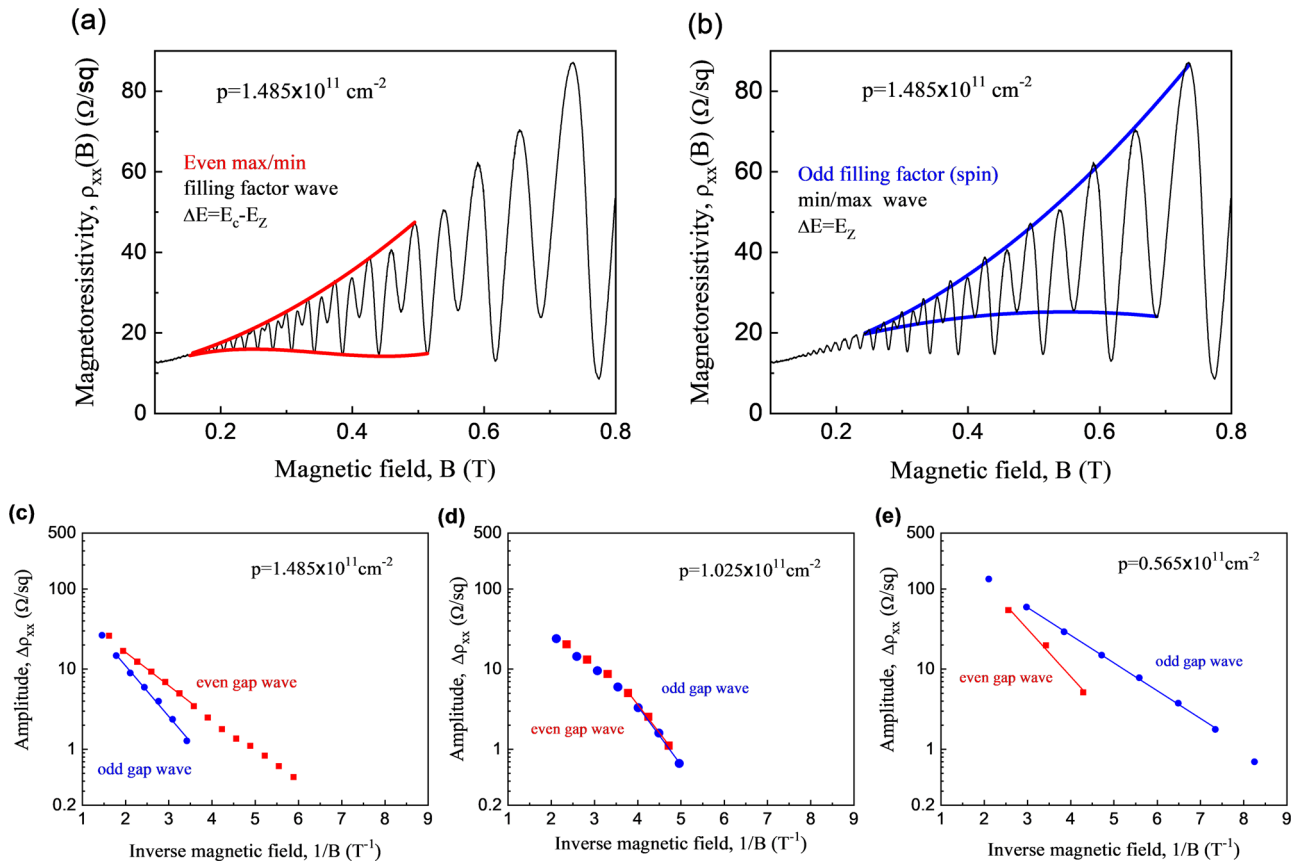 (a)
p=1.485x10^11 cm^-2
Even max/min
filling factor wave
ΔE=E_c-E_Z
Magnetoresistivity, ρ_xx(B) (Ω/sq)
80
60
40
20
0
0.2 0.4 0.6 0.8
Magnetic field, B (T)
(b)
p=1.485x10^11 cm^-2
Odd filling factor (spin)
min/max wave
ΔE=E_Z
Magnetoresistivity, ρ_xx(B) (Ω/sq)
80
60
40
20
0
0.2 0.4 0.6 0.8
Magnetic field, B (T)
(c)
p=1.485x10^11cm^-2
even gap wave
odd gap wave
Amplitude, Δρ_xx (Ω/sq)
500
100
10
1
0.2
1 2 3 4 5 6 7 8 9
Inverse magnetic field, 1/B (T^-1)
(d)
p=1.025x10^11cm^-2
odd gap wave
even gap wave
Amplitude, Δρ_xx (Ω/sq)
500
100
10
1
0.2
1 2 3 4 5 6 7 8 9
Inverse magnetic field, 1/B (T^-1)
(e)
p=0.565x10^11cm^-2
odd gap wave
even gap wave
Amplitude, Δρ_xx (Ω/sq)
500
100
10
1
0.2
1 2 3 4 5 6 7 8 9
Inverse magnetic field, 1/B (T^-1)